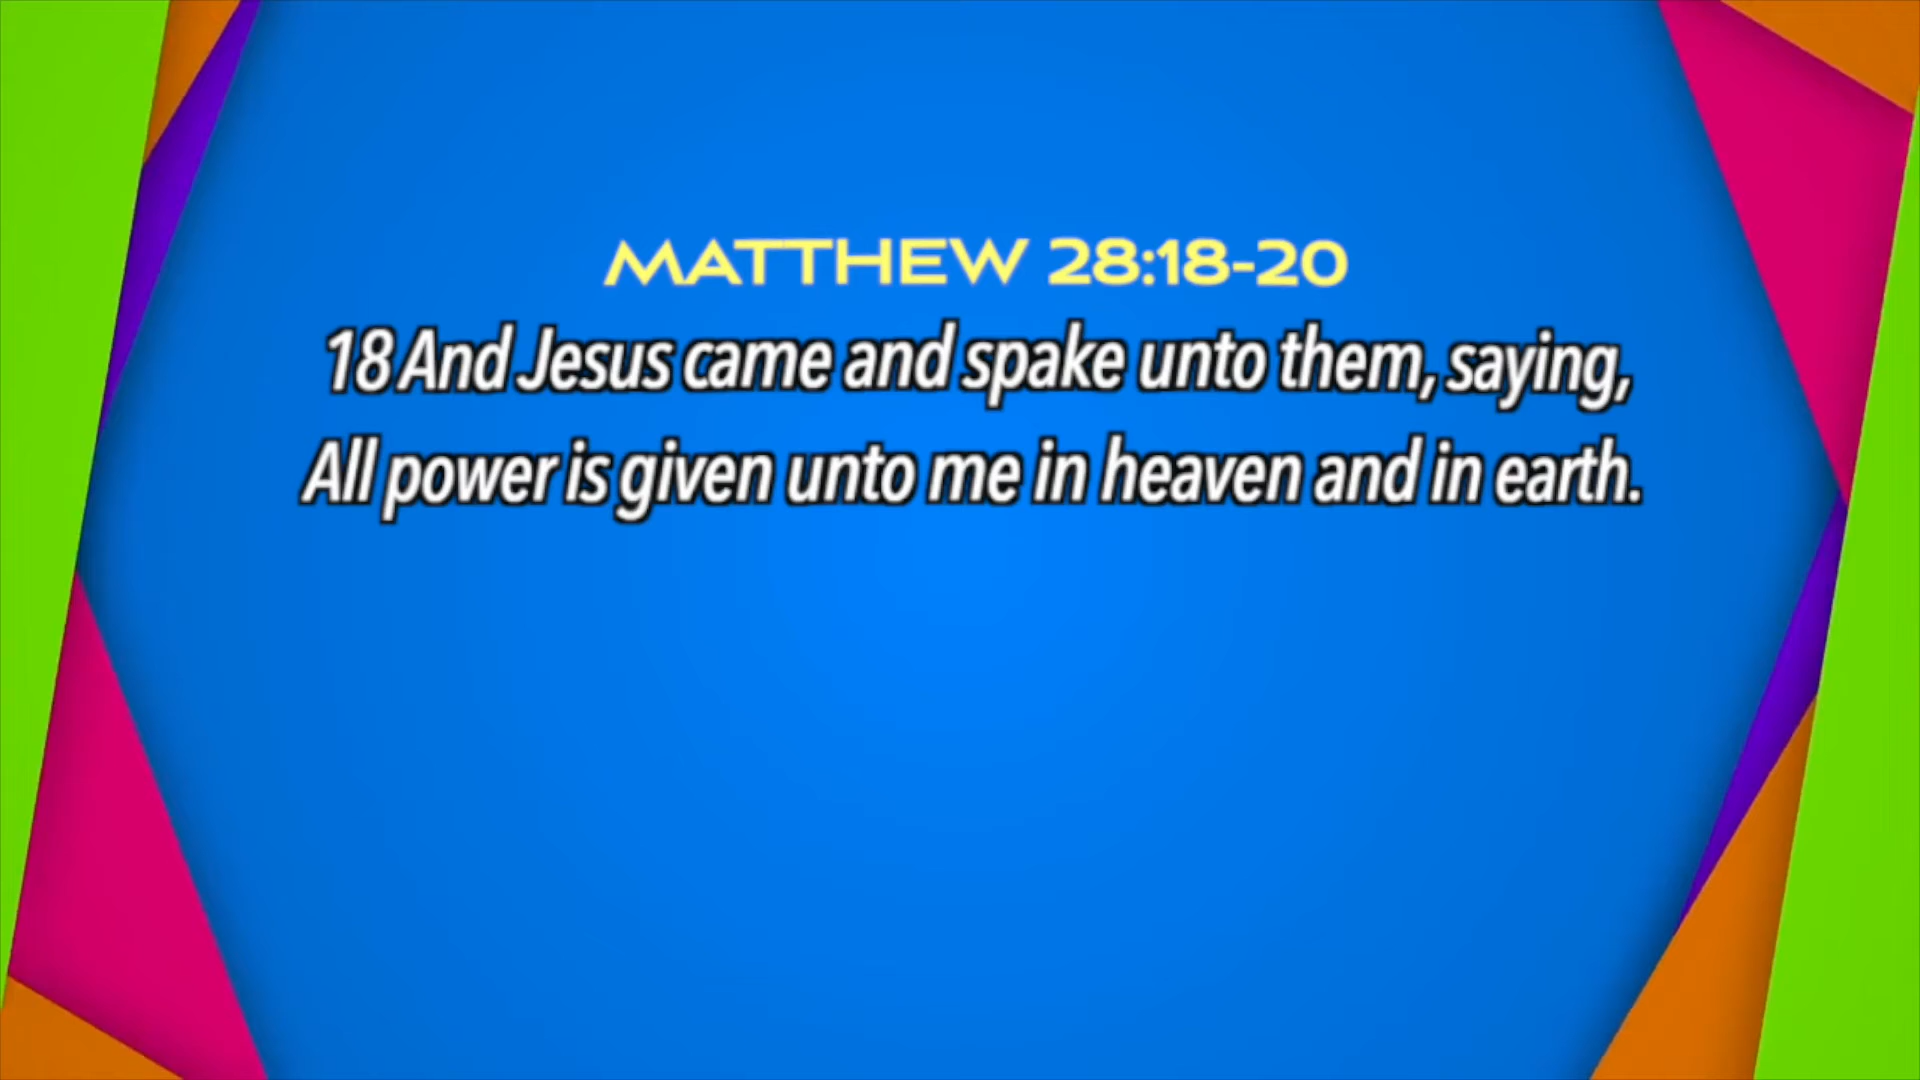 MATTHEW 28:18-20
18 And Jesus came and spake unto them, saying,
All power is given unto me in heaven and in earth.